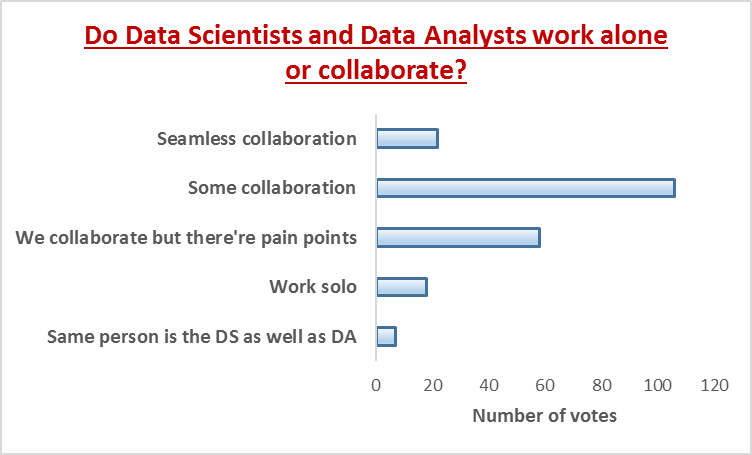 Do Data Scientists and Data Analysts work alone
or collaborate?
Seamless collaboration
Some collaboration
We collaborate but there're pain points
Work solo
Same person is the DS as well as DA
0 20 40 60 80 100 120
Number of votes